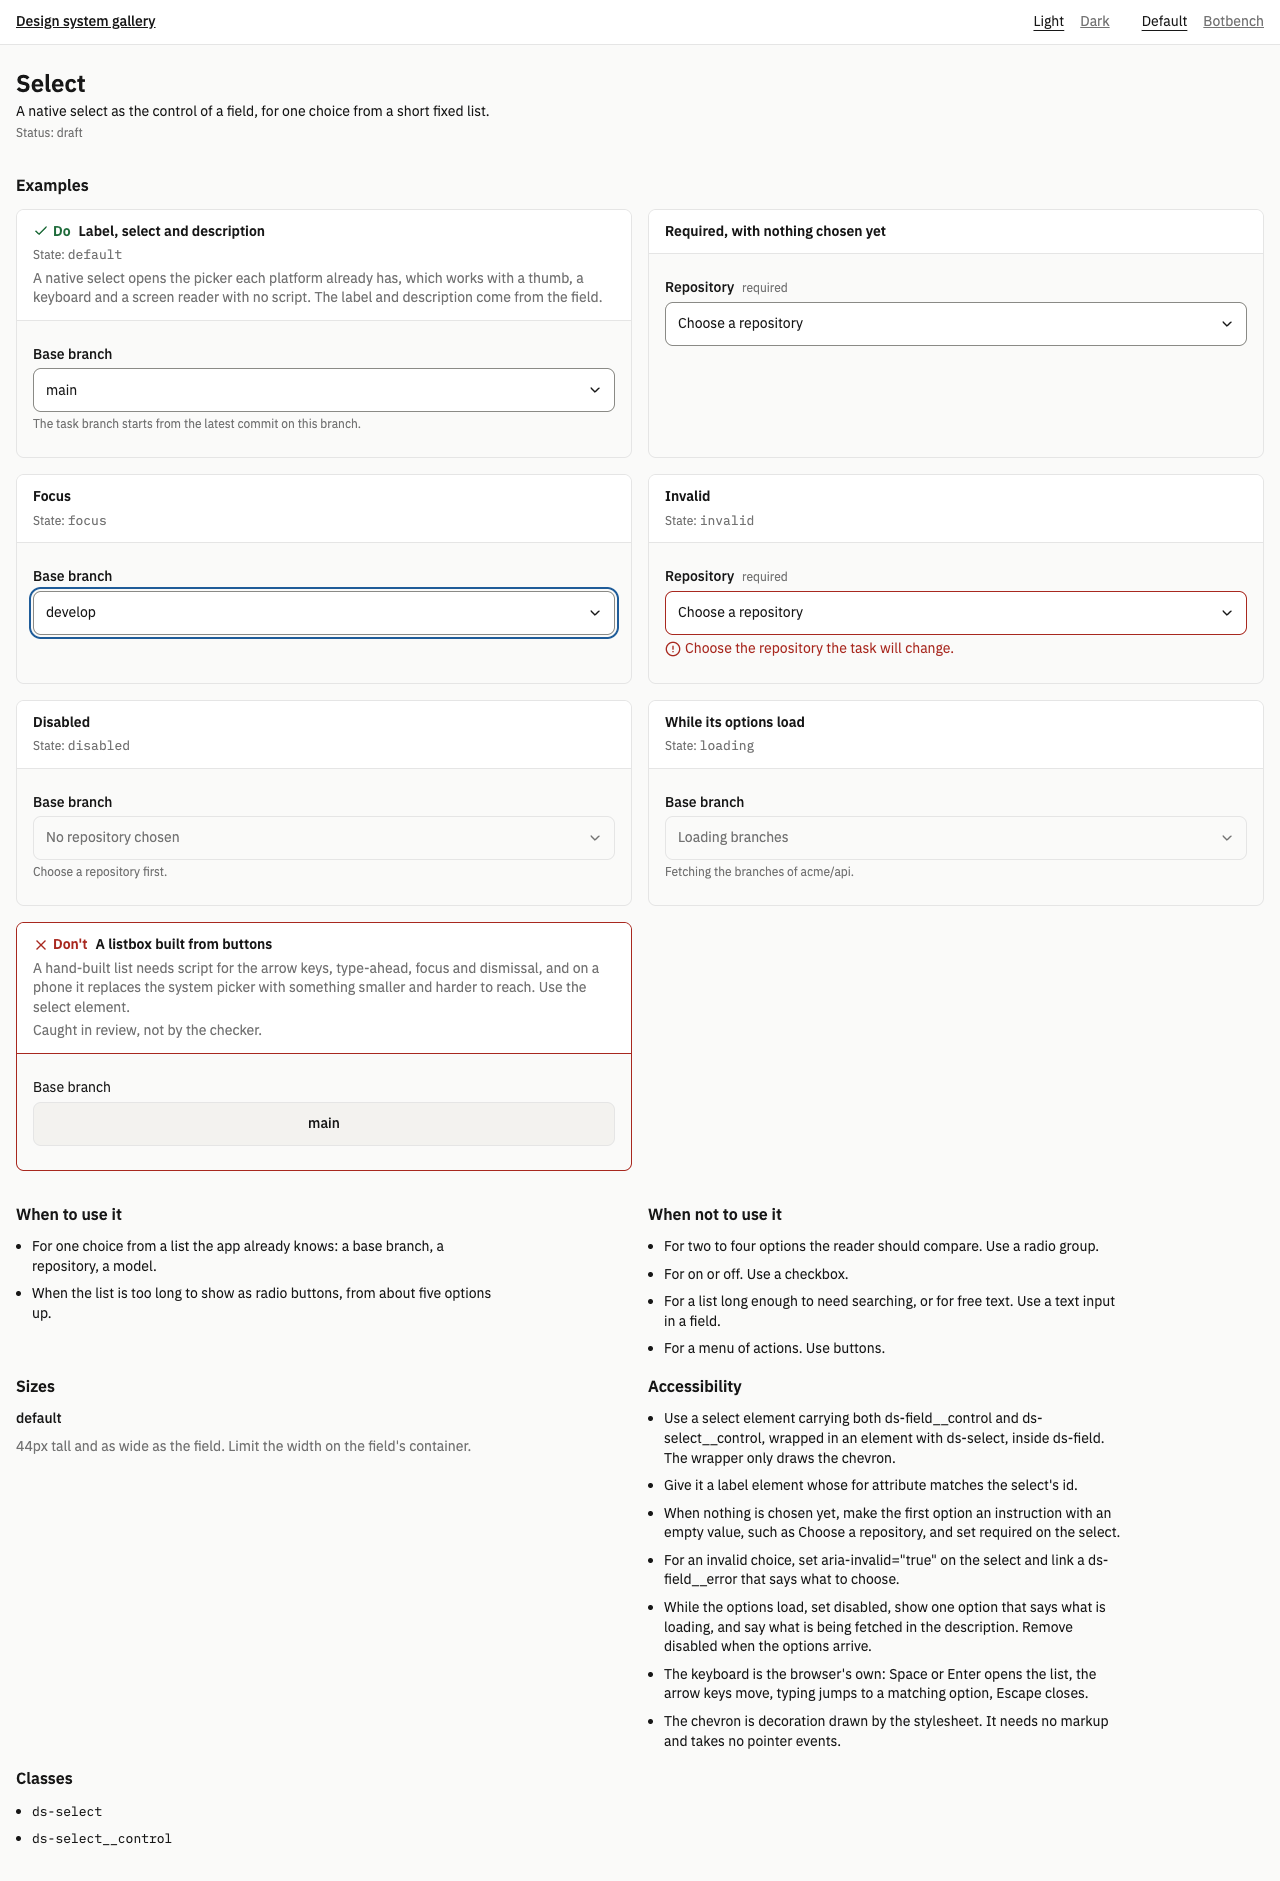 Design system gallery
Light Dark Default Botbench
Select
A native select as the control of a field, for one choice from a short fixed list.
Status: draft
Examples
Do Label, select and description
State: default
A native select opens the picker each platform already has, which works with a thumb, a
keyboard and a screen reader with no script. The label and description come from the field.
Base branch
main
The task branch starts from the latest commit on this branch.
Required, with nothing chosen yet
Repository required
Choose a repository
Focus
State: focus
Base branch
develop
Invalid
State: invalid
Repository required
Choose a repository
Choose the repository the task will change.
Disabled
State: disabled
Base branch
No repository chosen
Choose a repository first.
While its options load
State: loading
Base branch
Loading branches
Fetching the branches of acme/api.
Don't A listbox built from buttons
A hand-built list needs script for the arrow keys, type-ahead, focus and dismissal, and on a
phone it replaces the system picker with something smaller and harder to reach. Use the
select element.
Caught in review, not by the checker.
Base branch
main
When to use it
For one choice from a list the app already knows: a base branch, a
repository, a model.
When the list is too long to show as radio buttons, from about five options
up.
When not to use it
For two to four options the reader should compare. Use a radio group.
For on or off. Use a checkbox.
For a list long enough to need searching, or for free text. Use a text input
in a field.
For a menu of actions. Use buttons.
Sizes
default
44px tall and as wide as the field. Limit the width on the field's container.
Accessibility
Use a select element carrying both ds-field__control and ds-
select__control, wrapped in an element with ds-select, inside ds-field.
The wrapper only draws the chevron.
Give it a label element whose for attribute matches the select's id.
When nothing is chosen yet, make the first option an instruction with an
empty value, such as Choose a repository, and set required on the select.
For an invalid choice, set aria-invalid="true" on the select and link a ds-
field__error that says what to choose.
While the options load, set disabled, show one option that says what is
loading, and say what is being fetched in the description. Remove
disabled when the options arrive.
The keyboard is the browser's own: Space or Enter opens the list, the
arrow keys move, typing jumps to a matching option, Escape closes.
The chevron is decoration drawn by the stylesheet. It needs no markup
and takes no pointer events.
Classes
ds-select
ds-select__control